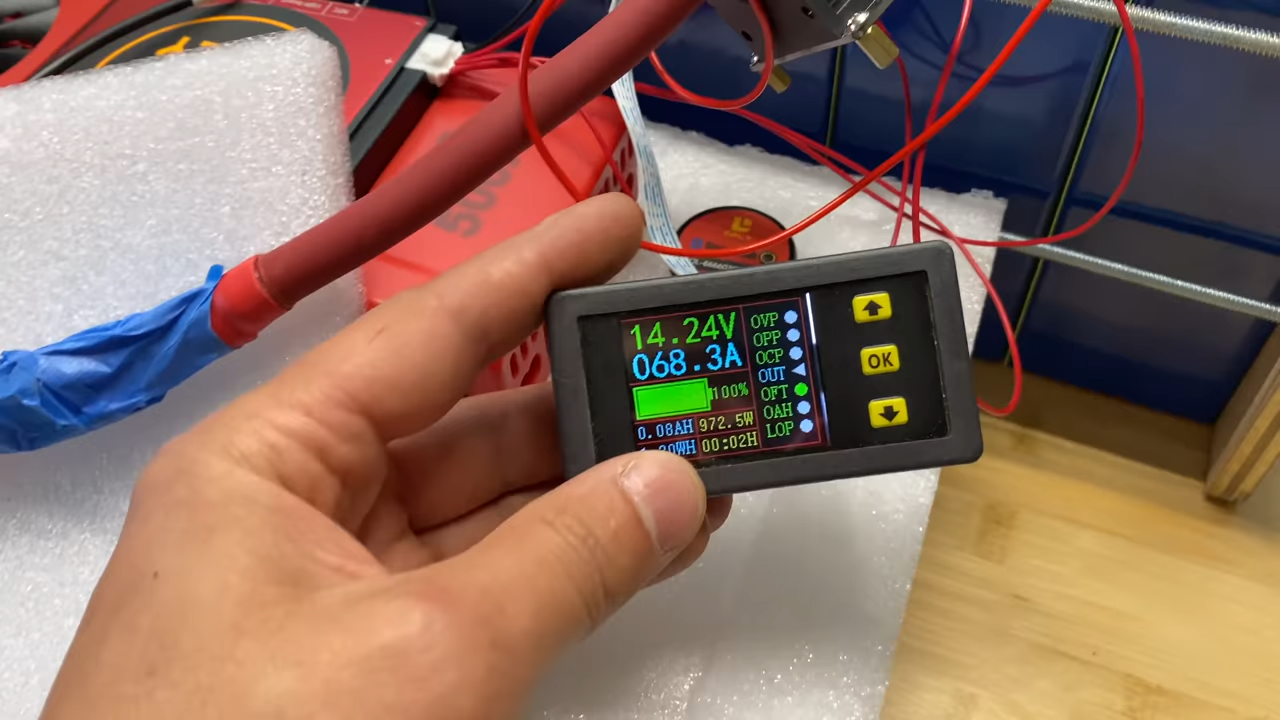 14.24V
068.3A
100%
0.08AH
972.5W
00:02H
OVP
OPP
OCP
OUT
OFT
OAH
LOP
OK